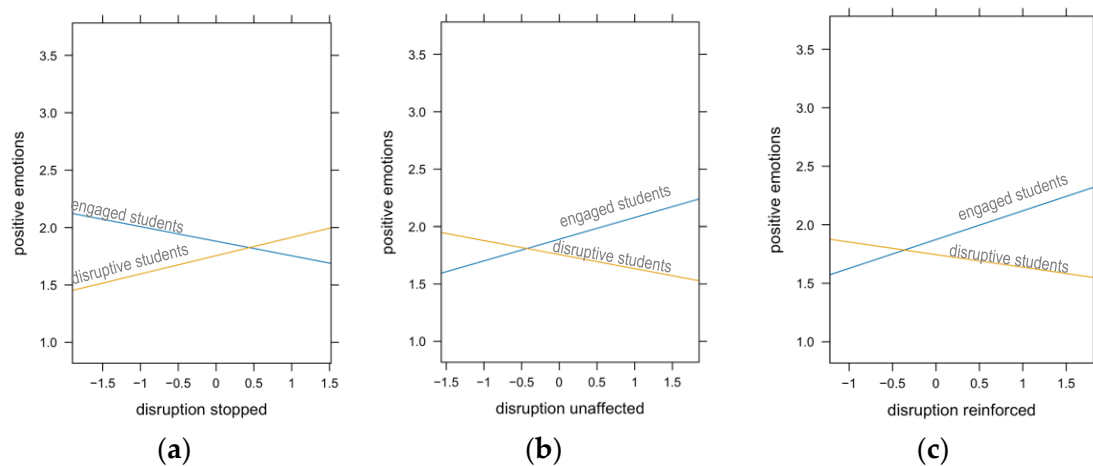 3.5
3.0
2.5
2.0
1.5
1.0
positive emotions
engaged students
disruptive students
−1.5 −1 −0.5 0 0.5 1 1.5
disruption stopped
(a)
3.5
3.0
2.5
2.0
1.5
1.0
positive emotions
engaged students
disruptive students
−1.5 −1 −0.5 0 0.5 1 1.5
disruption unaffected
(b)
3.5
3.0
2.5
2.0
1.5
1.0
positive emotions
engaged students
disruptive students
−1 −0.5 0 0.5 1 1.5
disruption reinforced
(c)